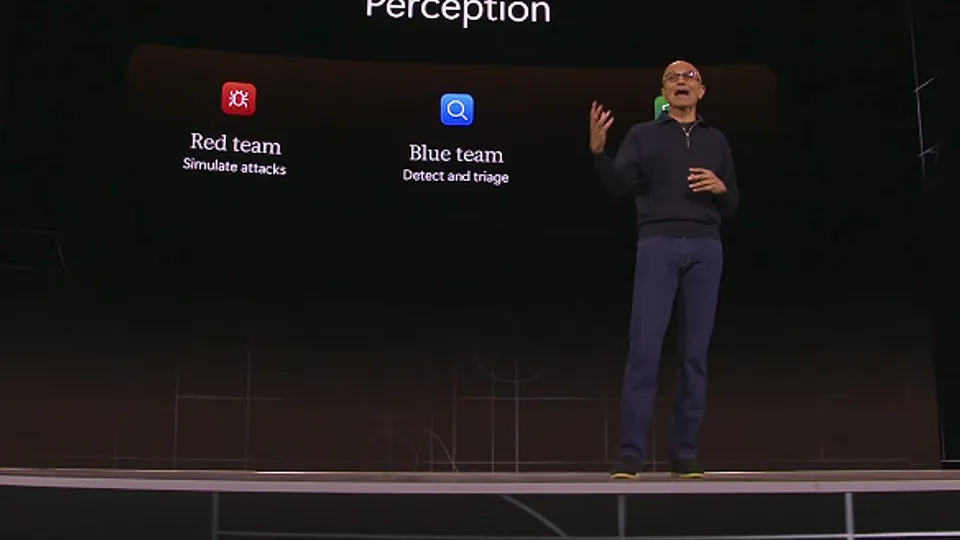 Perception
Red team
Simulate attacks
Blue team
Detect and triage